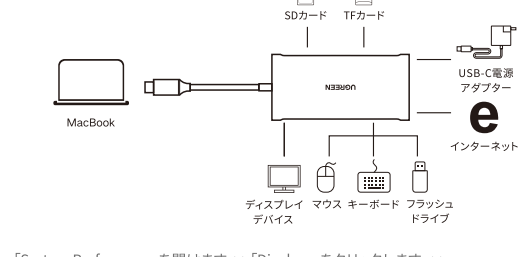 SDカード TFカード
UGREEN
USB-C電源
アダプター
MacBook
e
インターネット
ディスプレイ
デバイス
マウス キーボード フラッシュ
ドライブ